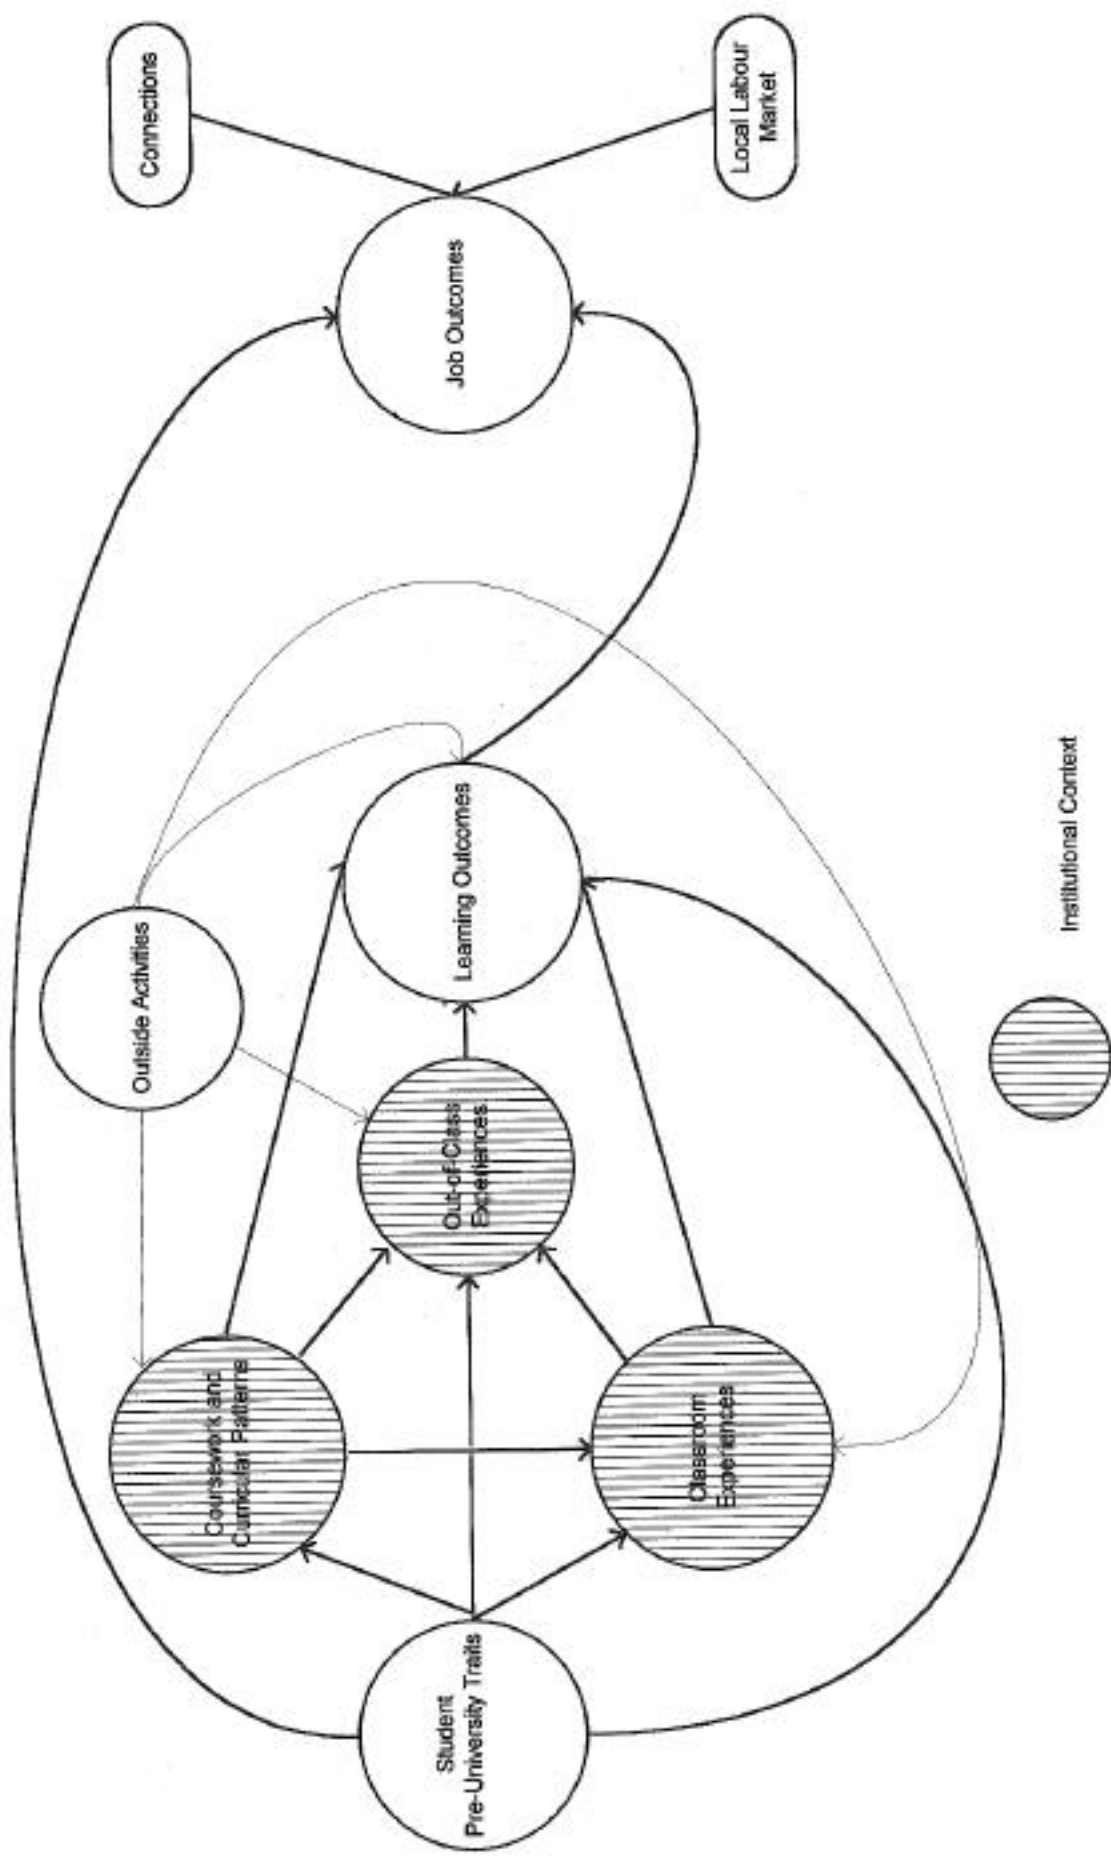 Connections
Local Labour
Market
Job Outcomes
Outside Activities
Learning Outcomes
Out-of-Class
Experiences
Coursework and
Curricular Patterns
Classroom
Experiences
Student
Pre-University Traits
Institutional Context